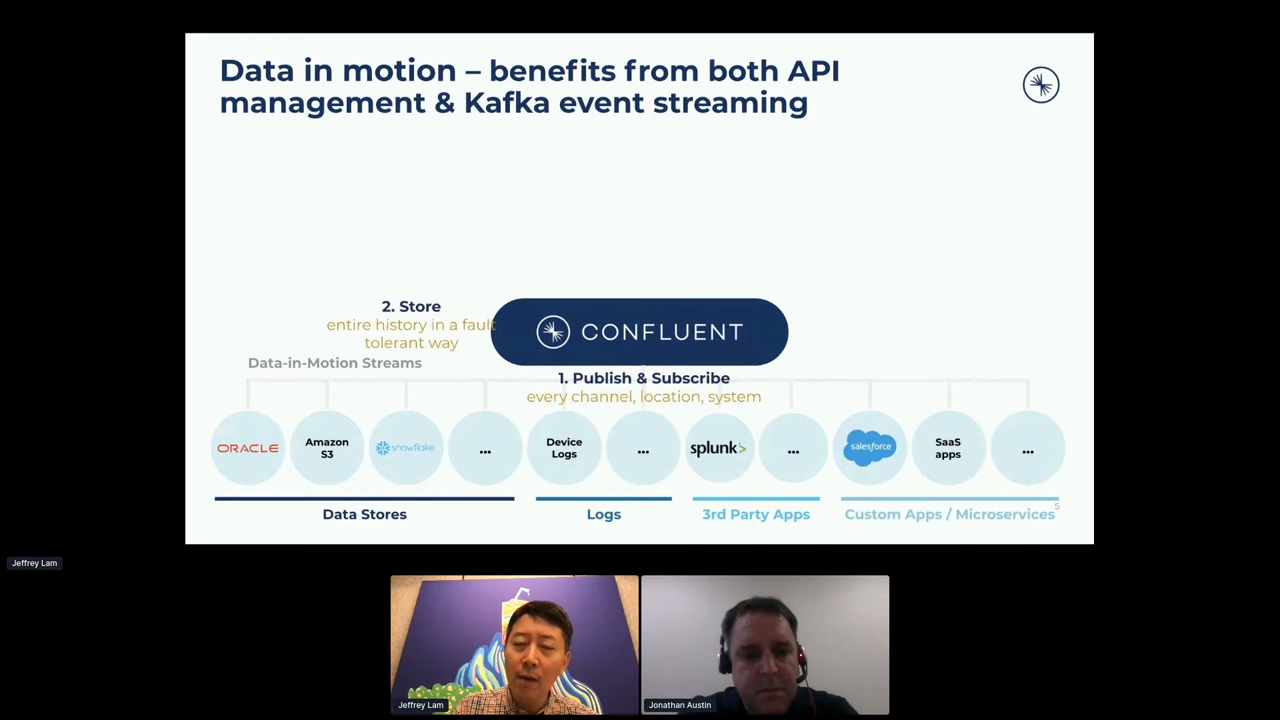 Data in motion – benefits from both API
management & Kafka event streaming
2. Store
entire history in a fault
tolerant way
CONFLUENT
Data-in-Motion Streams
1. Publish & Subscribe
every channel, location, system
ORACLE
Amazon
S3
snowflake
...
Device
Logs
...
splunk>
...
salesforce
SaaS
apps
...
Data Stores
Logs
3rd Party Apps
Custom Apps / Microservices
5
Jeffrey Lam
Jeffrey Lam
Jonathan Austin